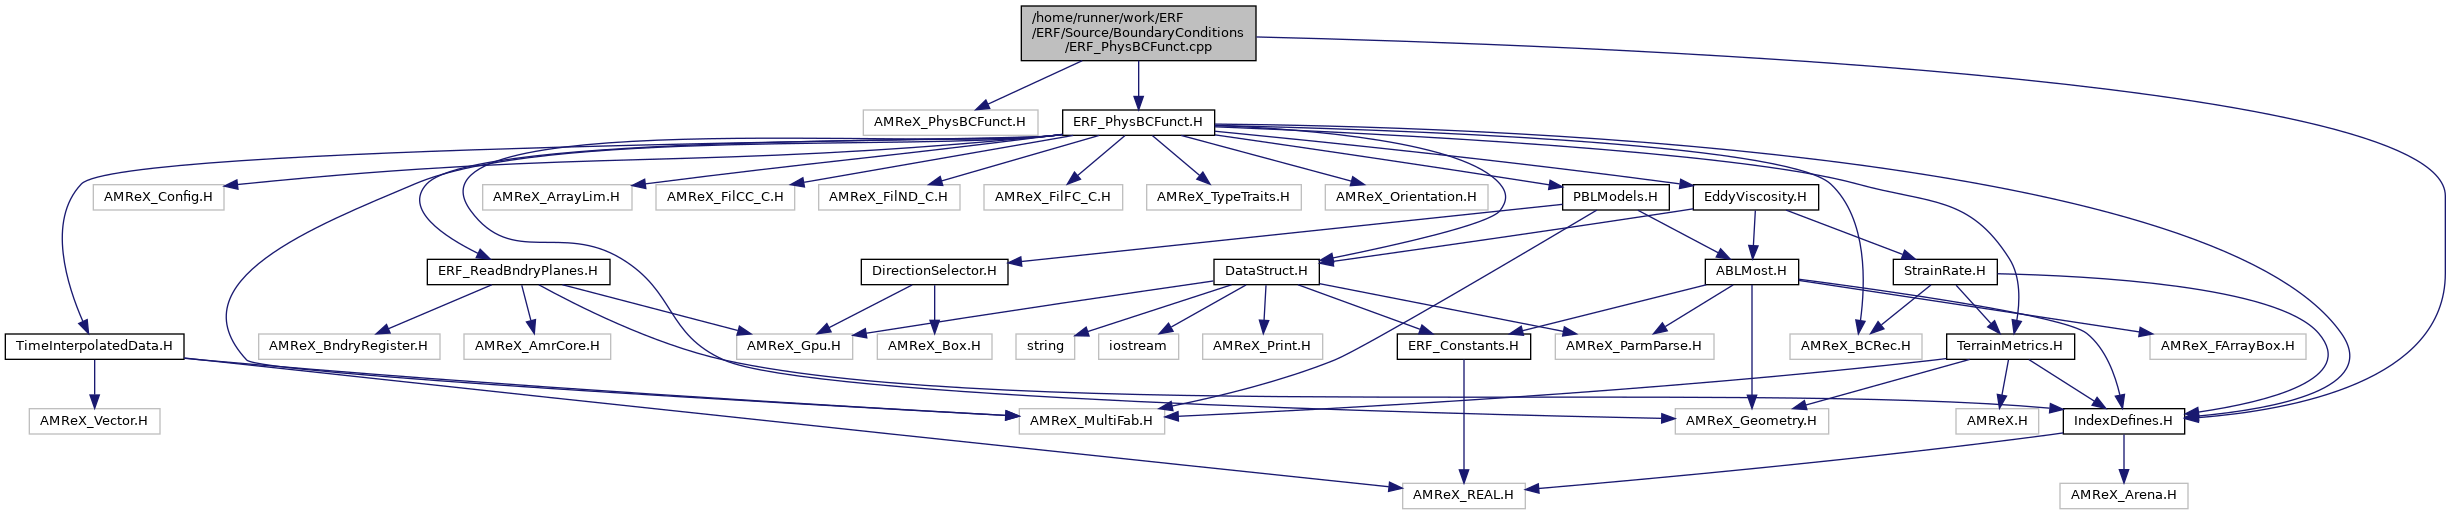 /home/runner/work/ERF
/ERF/Source/BoundaryConditions
/ERF_PhysBCFunct.cpp
AMReX_PhysBCFunct.H
ERF_PhysBCFunct.H
AMReX_Config.H
AMReX_ArrayLim.H
AMReX_FilCC_C.H
AMReX_FilND_C.H
AMReX_FilFC_C.H
AMReX_TypeTraits.H
AMReX_Orientation.H
PBLModels.H
EddyViscosity.H
ERF_ReadBndryPlanes.H
DirectionSelector.H
DataStruct.H
ABLMost.H
StrainRate.H
TimeInterpolatedData.H
AMReX_BndryRegister.H
AMReX_AmrCore.H
AMReX_Gpu.H
AMReX_Box.H
string
iostream
AMReX_Print.H
ERF_Constants.H
AMReX_ParmParse.H
AMReX_BCRec.H
TerrainMetrics.H
AMReX_FArrayBox.H
AMReX_Vector.H
AMReX_MultiFab.H
AMReX_Geometry.H
AMReX.H
IndexDefines.H
AMReX_REAL.H
AMReX_Arena.H